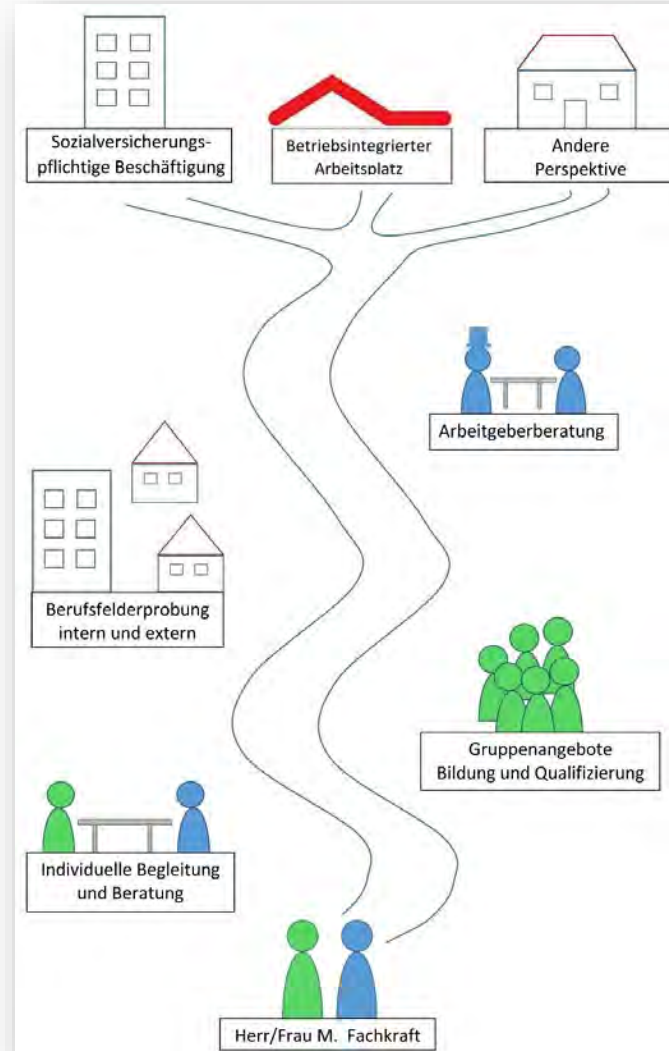 Sozialversicherungs-
pflichtige Beschäftigung
Betriebsintegrierter
Arbeitsplatz
Andere
Perspektive
Arbeitgeberberatung
Berufsfelderprobung
intern und extern
Gruppenangebote
Bildung und Qualifizierung
Individuelle Begleitung
und Beratung
Herr/Frau M. Fachkraft